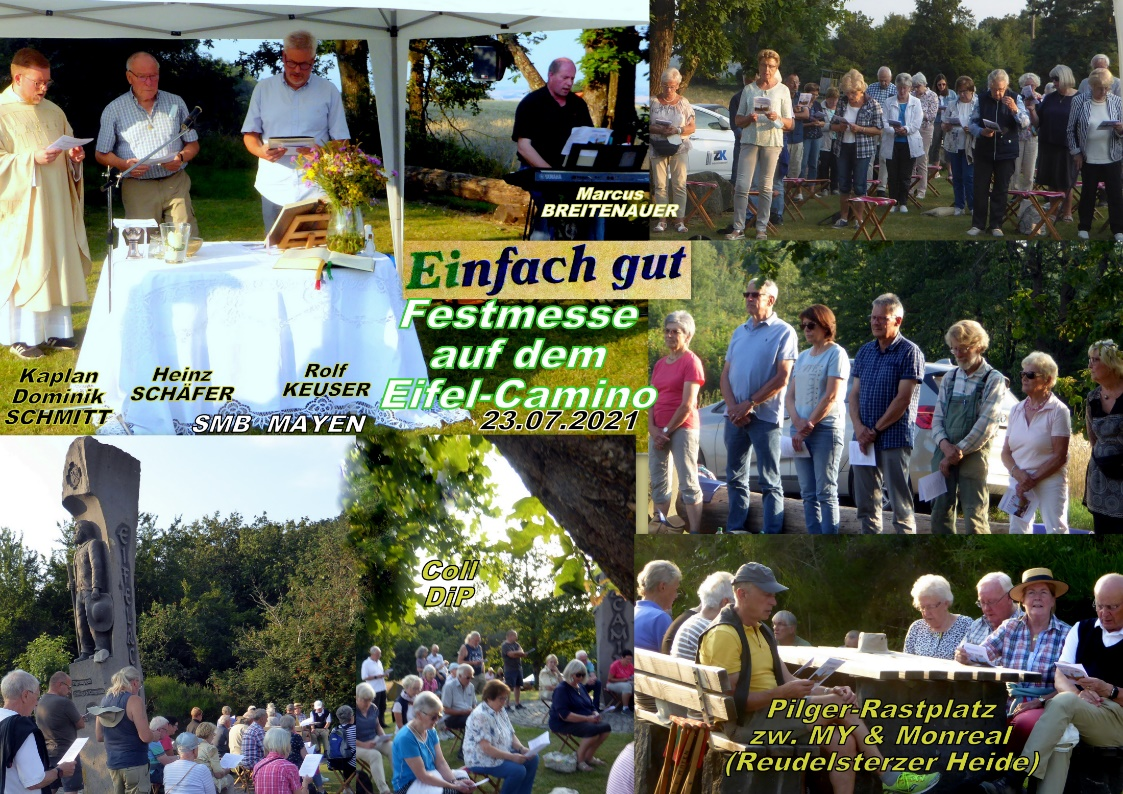 Marcus
BREITENAUER
ZK
Einfach gut
Festmesse
auf dem
Eifel-Camino
23.07.2021
Kaplan
Dominik
SCHMITT
Heinz
SCHÄFER
Rolf
KEUSER
SMB MAYEN
Coll
DiP
Pilger-Rastplatz
zw. MY & Monreal
(Reudelsterzer Heide)